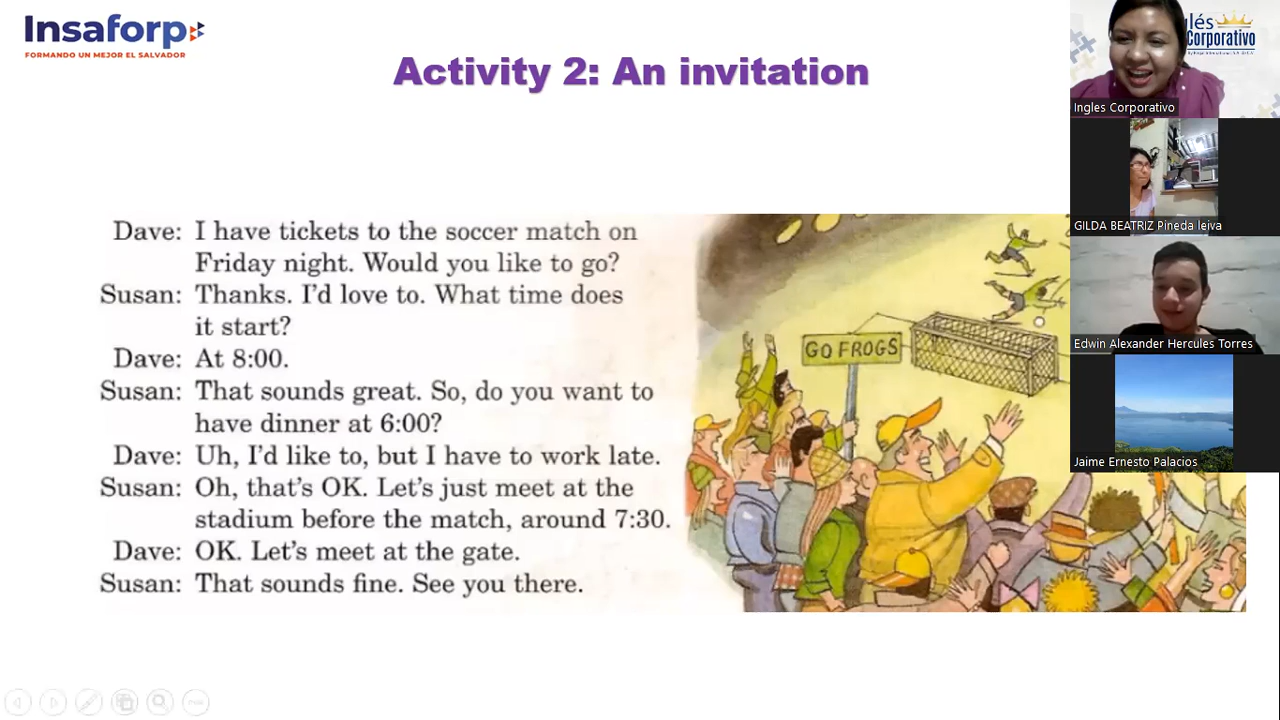 Insaforp
FORMANDO UN MEJOR EL SALVADOR
Activity 2: An invitation
Dave: I have tickets to the soccer match on
Friday night. Would you like to go?
Susan: Thanks. I'd love to. What time does
it start?
Dave: At 8:00.
Susan: That sounds great. So, do you want to
have dinner at 6:00?
Dave: Uh, I'd like to, but I have to work late.
Susan: Oh, that's OK. Let's just meet at the
stadium before the match, around 7:30.
Dave: OK. Let's meet at the gate.
Susan: That sounds fine. See you there.
GO FROGS
lés
Corporativo
Ingles Corporativo
GILDA BEATRIZ Pineda leiva
Edwin Alexander Hercules Torres
Jaime Ernesto Palacios